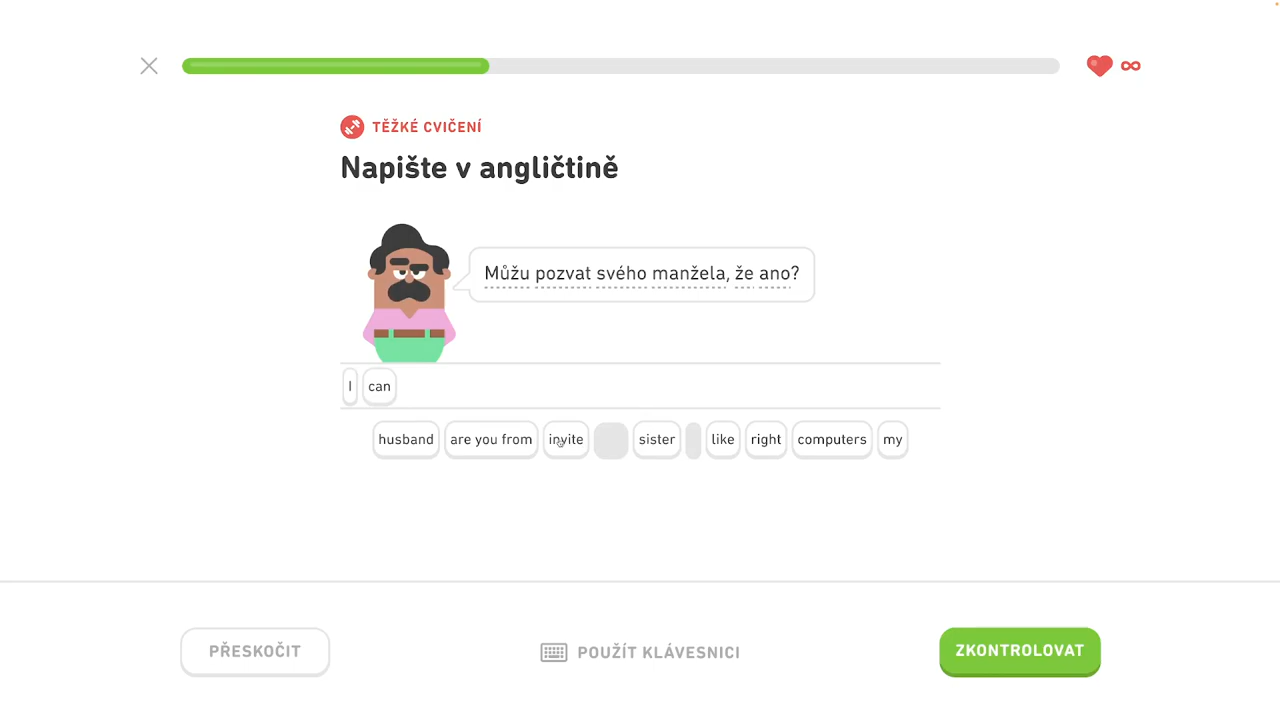 TĚŽKÉ CVIČENÍ
Napište v angličtině
Můžu pozvat svého manžela, že ano?
I can
husband are you from invite sister like right computers my
PŘESKOČIT POUŽÍT KLÁVESNICI ZKONTROLOVAT